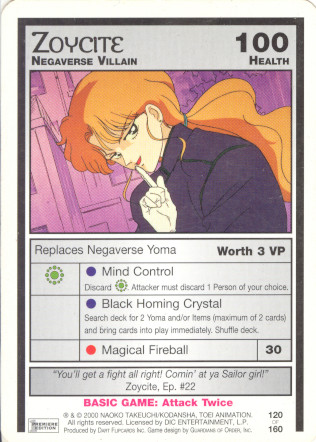 ZOYCITE 100
NEGAVERSE VILLAIN HEALTH
Replaces Negaverse Yoma Worth 3 VP
Mind Control
Discard . Attacker must discard 1 Person of your choice.
Black Homing Crystal
Search deck for 2 Yoma and/or Items (maximum of 2 cards)
and bring cards into play immediately. Shuffle deck.
Magical Fireball 30
"You'll get a fight all right! Comin' at ya Sailor girl!"
Zoycite, Ep. #22
BASIC GAME: Attack Twice
PREMIERE
EDITION
® & © 2000 NAOKO TAKEUCHI/KODANSHA, TOEI ANIMATION.
All rights reserved. Licensed by DIC ENTERTAINMENT, L.P.
Produced by DART FLIPCARDS INC. Game design by GUARDIANS OF ORDER, INC.
120
of
160